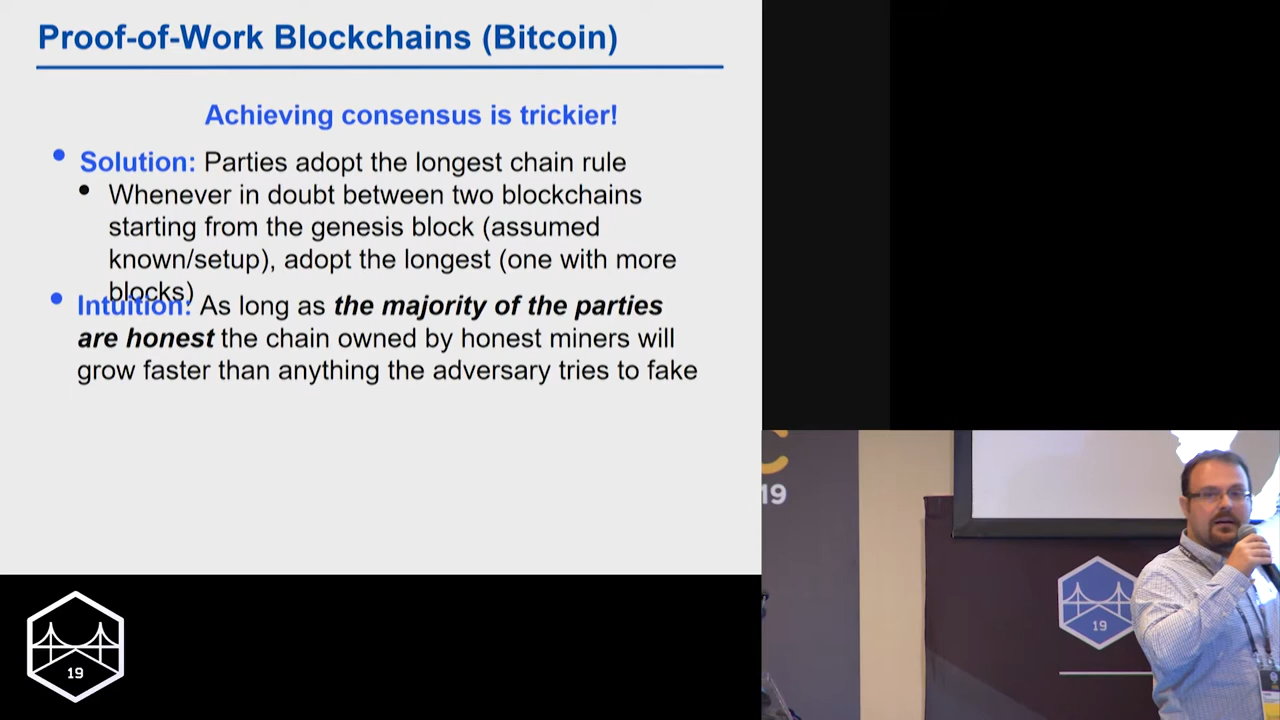 Proof-of-Work Blockchains (Bitcoin)
Achieving consensus is trickier!
• Solution: Parties adopt the longest chain rule
• Whenever in doubt between two blockchains
starting from the genesis block (assumed
known/setup), adopt the longest (one with more
blocks)
• Intuition: As long as the majority of the parties
are honest the chain owned by honest miners will
grow faster than anything the adversary tries to fake
19
19
19